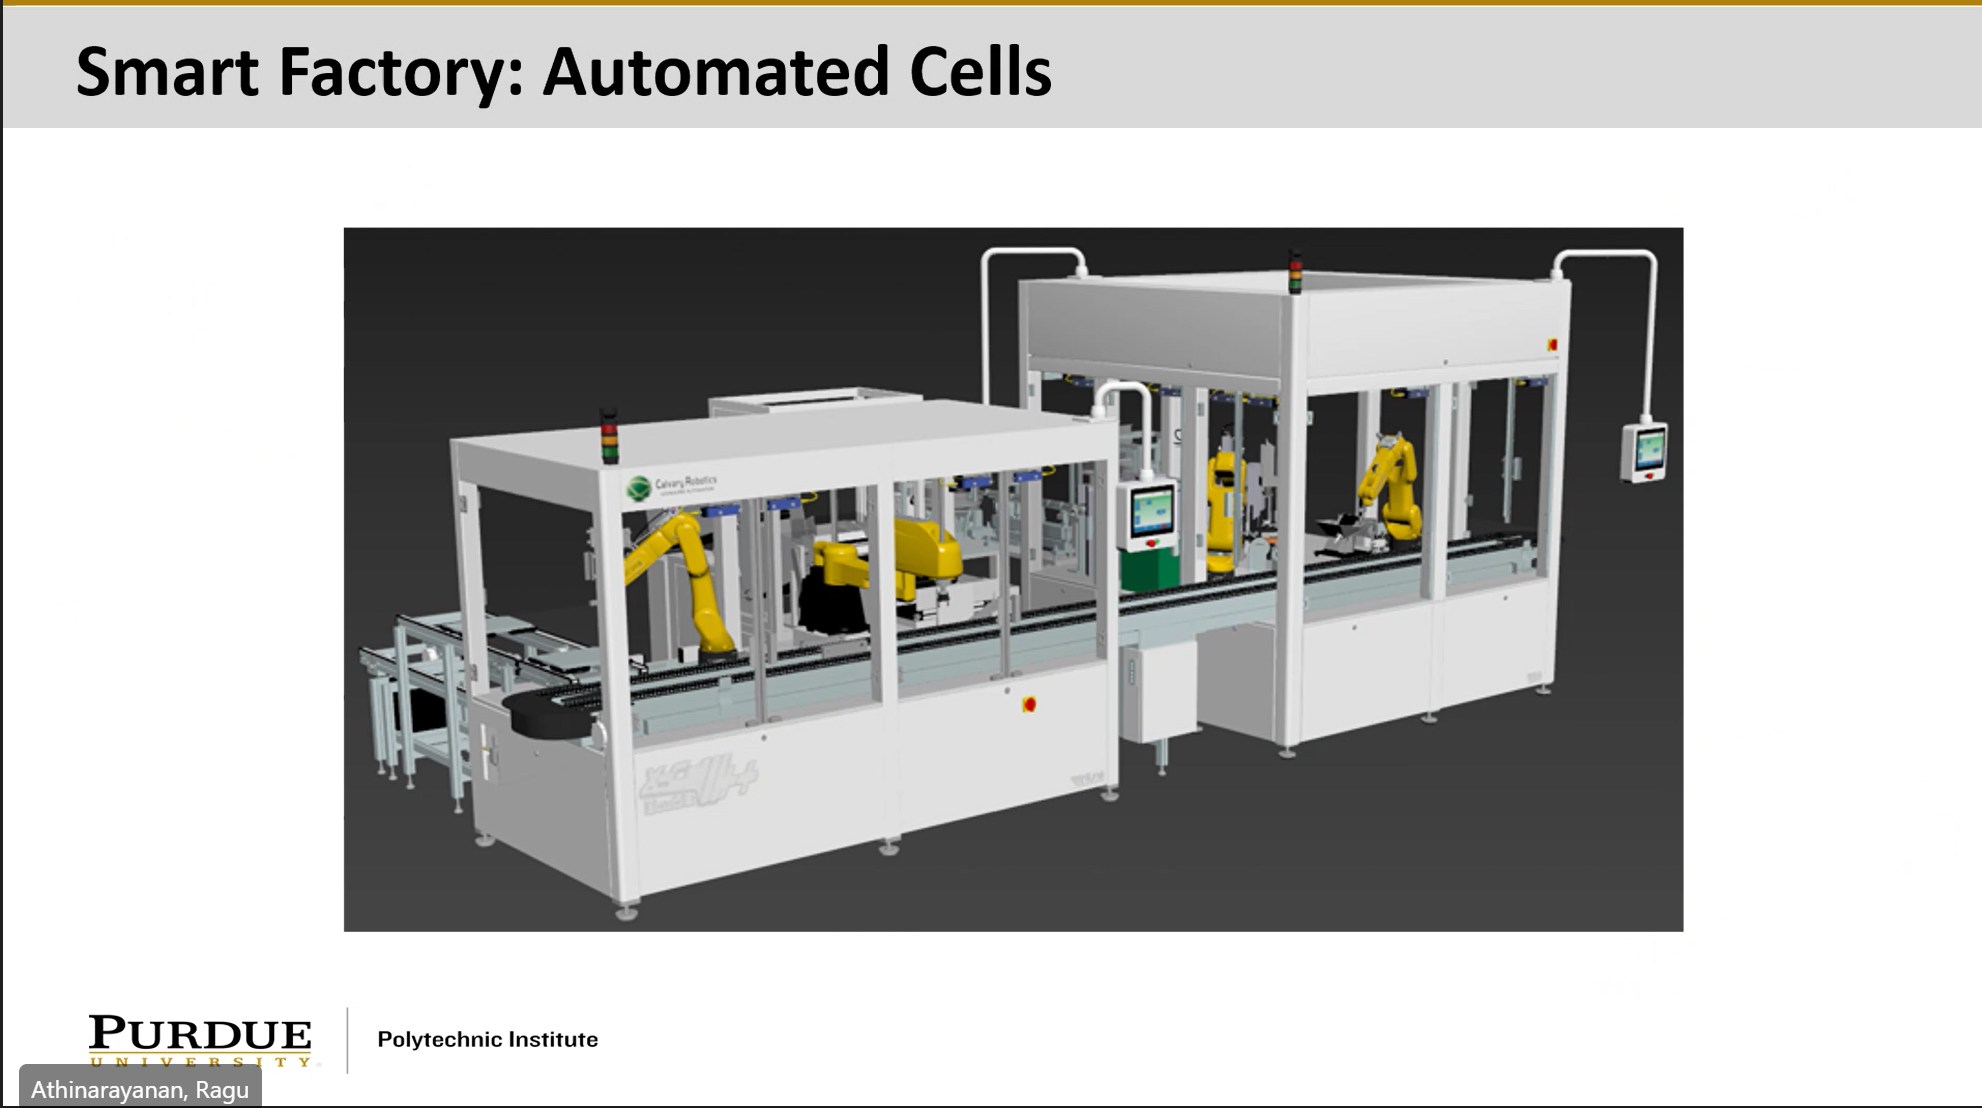 Smart Factory: Automated Cells
Calvary Robotics
PURDUE
UNIVERSITY
Polytechnic Institute
Athinarayanan, Ragu